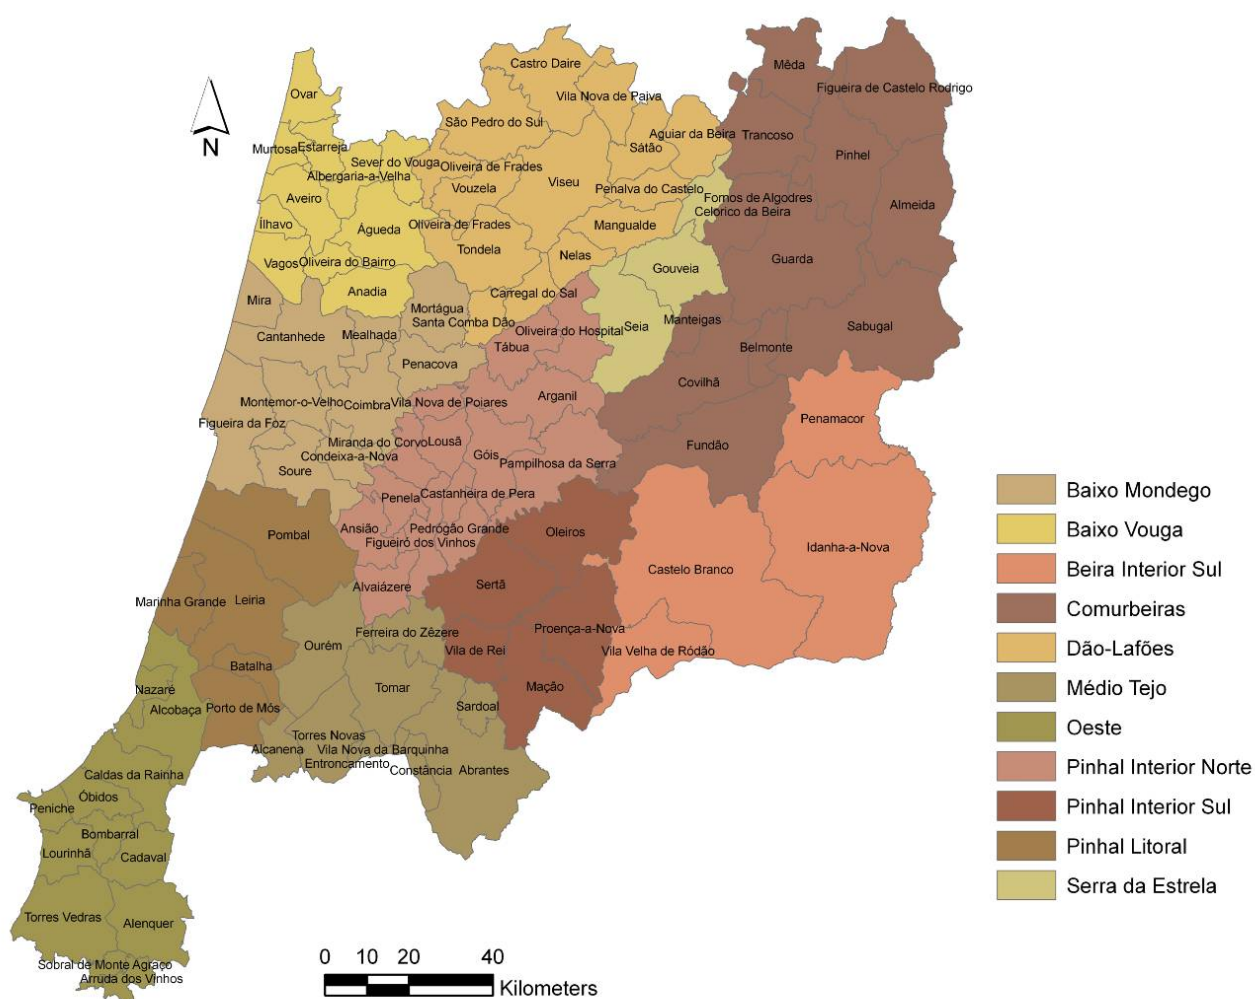 Castro Daire
Mêda
Figueira de Castelo Rodrigo
Ovar
Vila Nova de Paiva
São Pedro do Sul
Aguiar da Beira
Trancoso
N
Murtosa
Estarreja
Sátão
Pinhel
Sever do Vouga
Oliveira de Frades
Albergaria-a-Velha
Vouzela
Viseu
Penalva do Castelo
Aveiro
Fornos de Algodres
Celorico da Beira
Almeida
Ílhavo
Águeda
Oliveira de Frades
Mangualde
Tondela
Nelas
Guarda
Vagos
Oliveira do Bairro
Gouveia
Anadia
Carregal do Sal
Mira
Mortágua
Santa Comba Dão
Manteigas
Sabugal
Cantanhede
Mealhada
Oliveira do Hospital
Seia
Tábua
Belmonte
Penacova
Covilhã
Arganil
Montemor-o-Velho
Coimbra
Vila Nova de Poiares
Penamacor
Figueira da Foz
Miranda do Corvo
Lousã
Fundão
Condeixa-a-Nova
Góis
Pampilhosa da Serra
Soure
Penela
Castanheira de Pera
Ansião
Pedrógão Grande
Oleiros
Pombal
Figueiró dos Vinhos
Idanha-a-Nova
Castelo Branco
Alvaiázere
Sertã
Marinha Grande
Leiria
Ferreira do Zêzere
Proença-a-Nova
Ourém
Vila de Rei
Vila Velha de Ródão
Batalha
Nazaré
Tomar
Mação
Alcobaça
Porto de Mós
Sardoal
Torres Novas
Alcanena
Vila Nova da Barquinha
Entroncamento
Constância
Abrantes
Caldas da Rainha
Óbidos
Peniche
Bombarral
Lourinhã
Cadaval
Torres Vedras
Alenquer
Sobral de Monte Agraço
Arruda dos Vinhos
Baixo Mondego
Baixo Vouga
Beira Interior Sul
Comurbeiras
Dão-Lafões
Médio Tejo
Oeste
Pinhal Interior Norte
Pinhal Interior Sul
Pinhal Litoral
Serra da Estrela
0 10 20 40
Kilometers